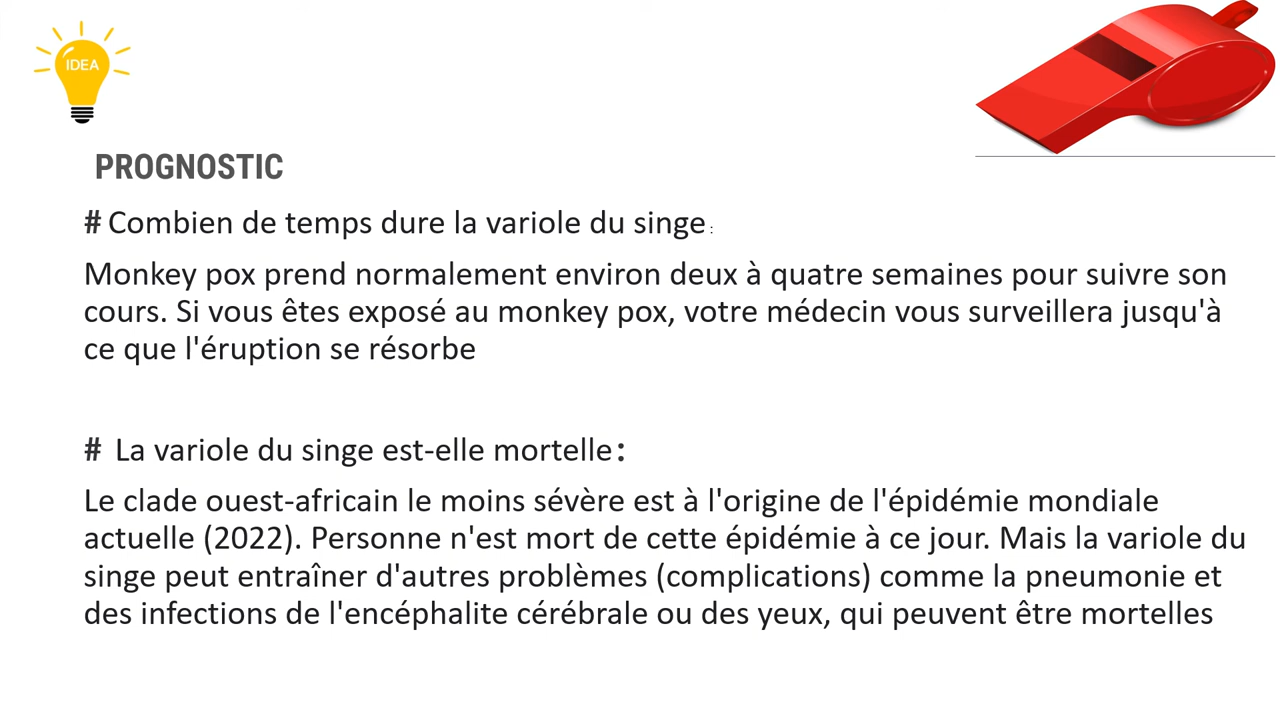 IDEA
PROGNOSTIC
# Combien de temps dure la variole du singe :
Monkey pox prend normalement environ deux à quatre semaines pour suivre son
cours. Si vous êtes exposé au monkey pox, votre médecin vous surveillera jusqu'à
ce que l'éruption se résorbe
# La variole du singe est-elle mortelle :
Le clade ouest-africain le moins sévère est à l'origine de l'épidémie mondiale
actuelle (2022). Personne n'est mort de cette épidémie à ce jour. Mais la variole du
singe peut entraîner d'autres problèmes (complications) comme la pneumonie et
des infections de l'encéphalite cérébrale ou des yeux, qui peuvent être mortelles